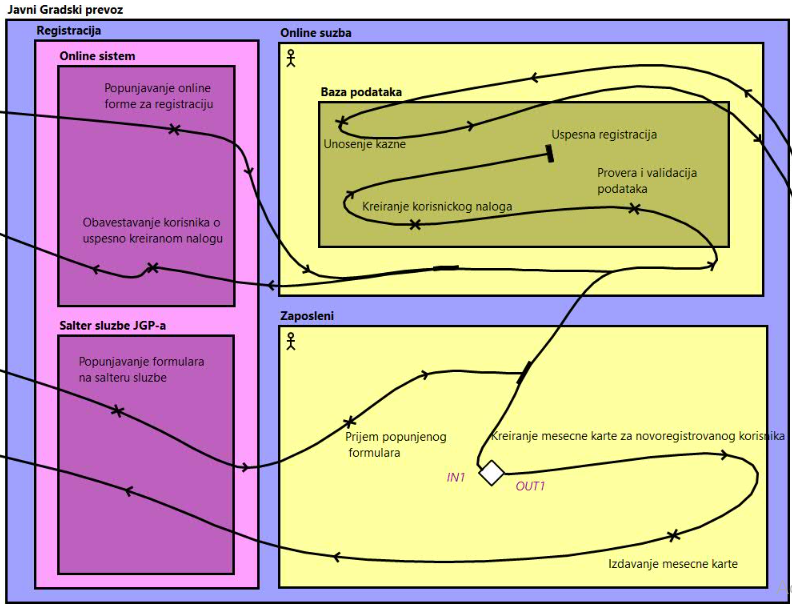 Javni Gradski prevoz
Registracija
Online sistem
Popunjavanje online
forme za registraciju
Obavestavanje korisnika o
uspesno kreiranom nalogu
Salter sluzbe JGP-a
Popunjavanje formulara
na salteru sluzbe
Online suzba
Baza podataka
Unosenje kazne
Uspesna registracija
Provera i validacija
podataka
Kreiranje korisnickog naloga
Zaposleni
Prijem popunjenog
formulara
Kreiranje mesecne karte za novoregistrovanog korisnika
IN1
OUT1
Izdavanje mesecne karte